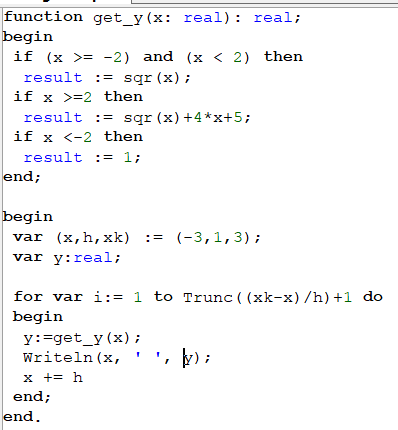 function get_y(x: real): real;
begin
if (x >= -2) and (x < 2) then
result := sqr(x);
if x >=2 then
result := sqr(x)+4*x+5;
if x <-2 then
result := 1;
end;
begin
var (x,h,xk) := (-3,1,3);
var y:real;
for var i:= 1 to Trunc((xk-x)/h)+1 do
begin
y:=get_y(x);
Writeln(x, ' ', y);
x += h
end;
end.